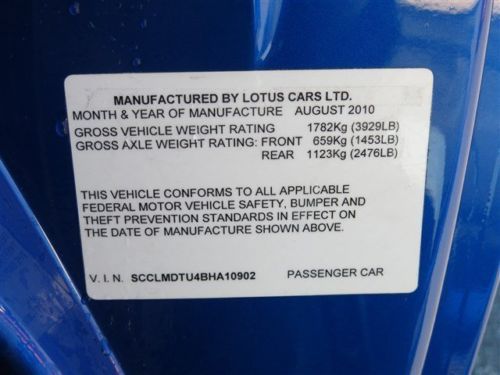 MANUFACTURED BY LOTUS CARS LTD.
MONTH & YEAR OF MANUFACTURE AUGUST 2010
GROSS VEHICLE WEIGHT RATING 1782Kg (3929LB)
GROSS AXLE WEIGHT RATING: FRONT 659Kg (1453LB)
REAR 1123Kg (2476LB)
THIS VEHICLE CONFORMS TO ALL APPLICABLE
FEDERAL MOTOR VEHICLE SAFETY, BUMPER AND
THEFT PREVENTION STANDARDS IN EFFECT ON
THE DATE OF MANUFACTURE SHOWN ABOVE.
V. I. N. SCCLMDTU4BHA10902 PASSENGER CAR